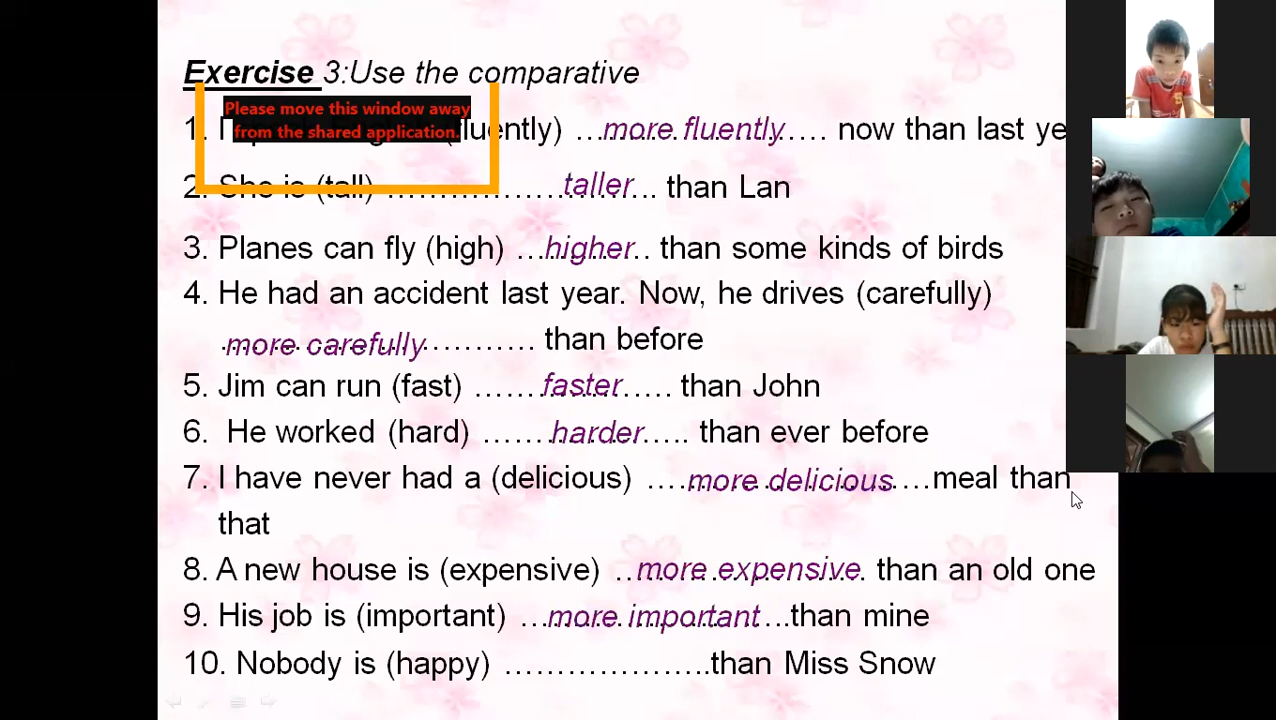 Exercise 3:Use the comparative
Please move this window away
from the shared application.
1. I (fluently) …more fluently…. now than last ye
2. She is (tall) ………………….taller… than Lan
3. Planes can fly (high) …higher.. than some kinds of birds
4. He had an accident last year. Now, he drives (carefully)
more carefully………… than before
5. Jim can run (fast) ……faster…… than John
6. He worked (hard) ……harder….. than ever before
7. I have never had a (delicious) ….more delicious….meal than
that
8. A new house is (expensive) ..more expensive. than an old one
9. His job is (important) …more important…than mine
10. Nobody is (happy) ………………..than Miss Snow